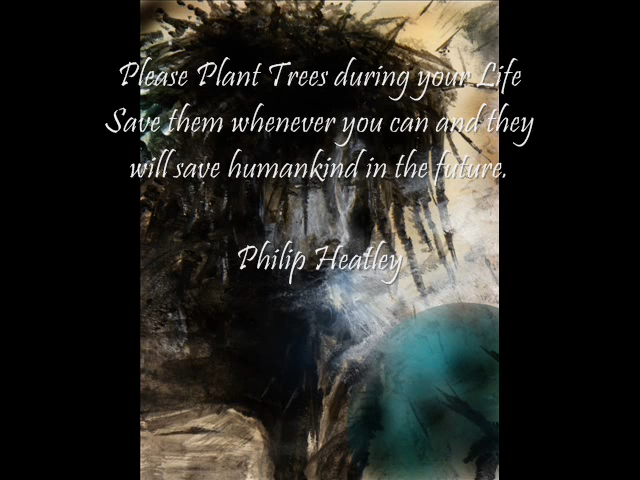 Please Plant Trees during your Life
Save them whenever you can and they
will save humankind in the future.
Philip Heatley